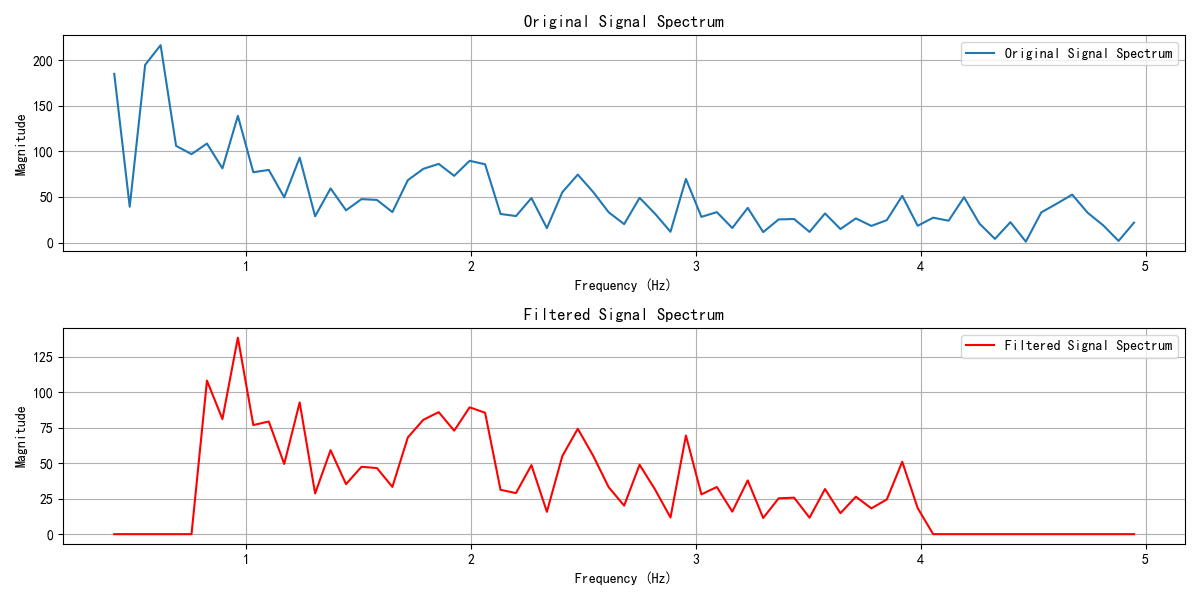 Original Signal Spectrum
Original Signal Spectrum
200
150
100
50
0
Magnitude
1 2 3 4 5
Frequency (Hz)
Filtered Signal Spectrum
Filtered Signal Spectrum
125
100
75
50
25
0
Magnitude
1 2 3 4 5
Frequency (Hz)